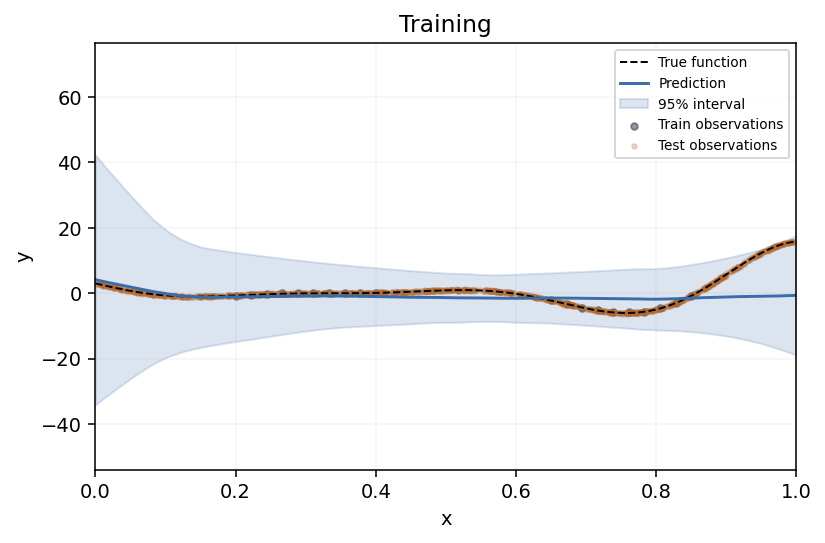 Training
True function
Prediction
95% interval
Train observations
Test observations
y
60
40
20
0
−20
−40
0.0 0.2 0.4 0.6 0.8 1.0
x